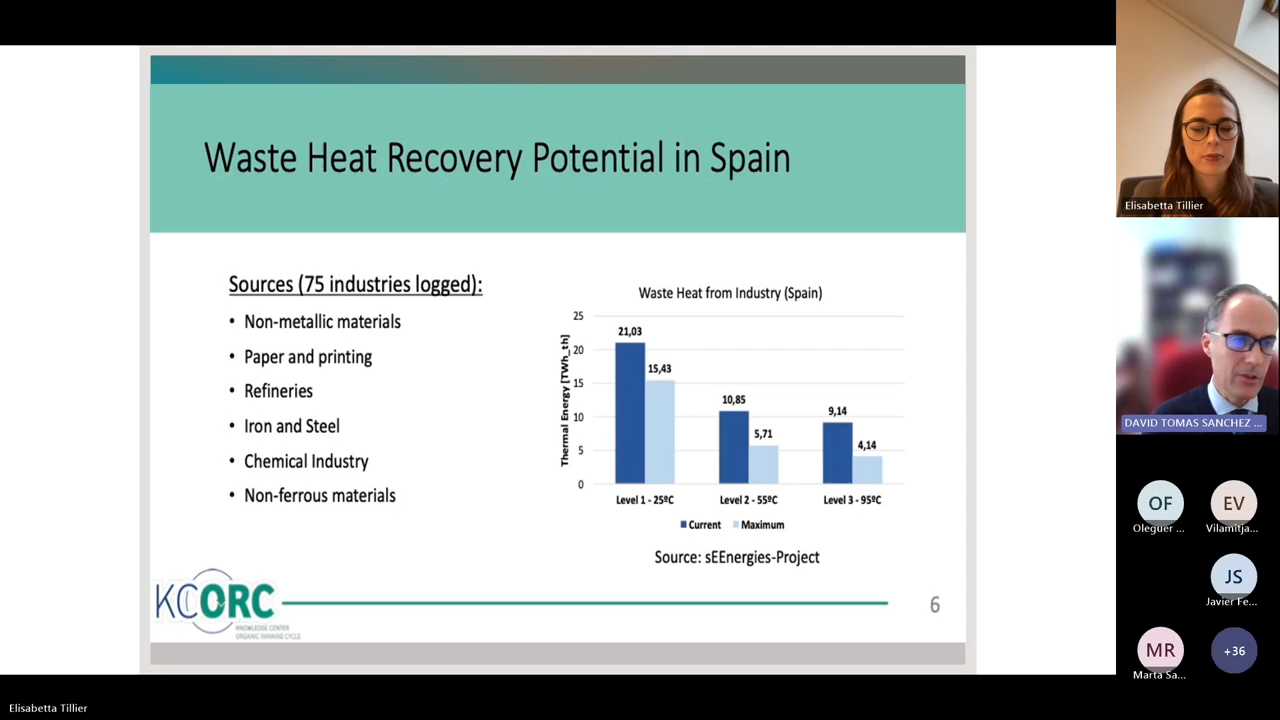 Waste Heat Recovery Potential in Spain
Sources (75 industries logged):
• Non-metallic materials
• Paper and printing
• Refineries
• Iron and Steel
• Chemical Industry
• Non-ferrous materials
Waste Heat from Industry (Spain)
Thermal Energy [TWh_th]
25
20
15
10
5
0
21,03
15,43
10,85
5,71
9,14
4,14
Level 1 - 25ºC
Level 2 - 55ºC
Level 3 - 95ºC
Current
Maximum
Source: sEEnergies-Project
KCORC
KNOWLEDGE CENTER
ORGANIC RANKINE CYCLE
6
Elisabetta Tillier
DAVID TOMAS SANCHEZ ...
OF
Oleguer ...
EV
Vilamitja...
JS
Javier Fe...
MR
Marta Sa...
+36
Elisabetta Tillier